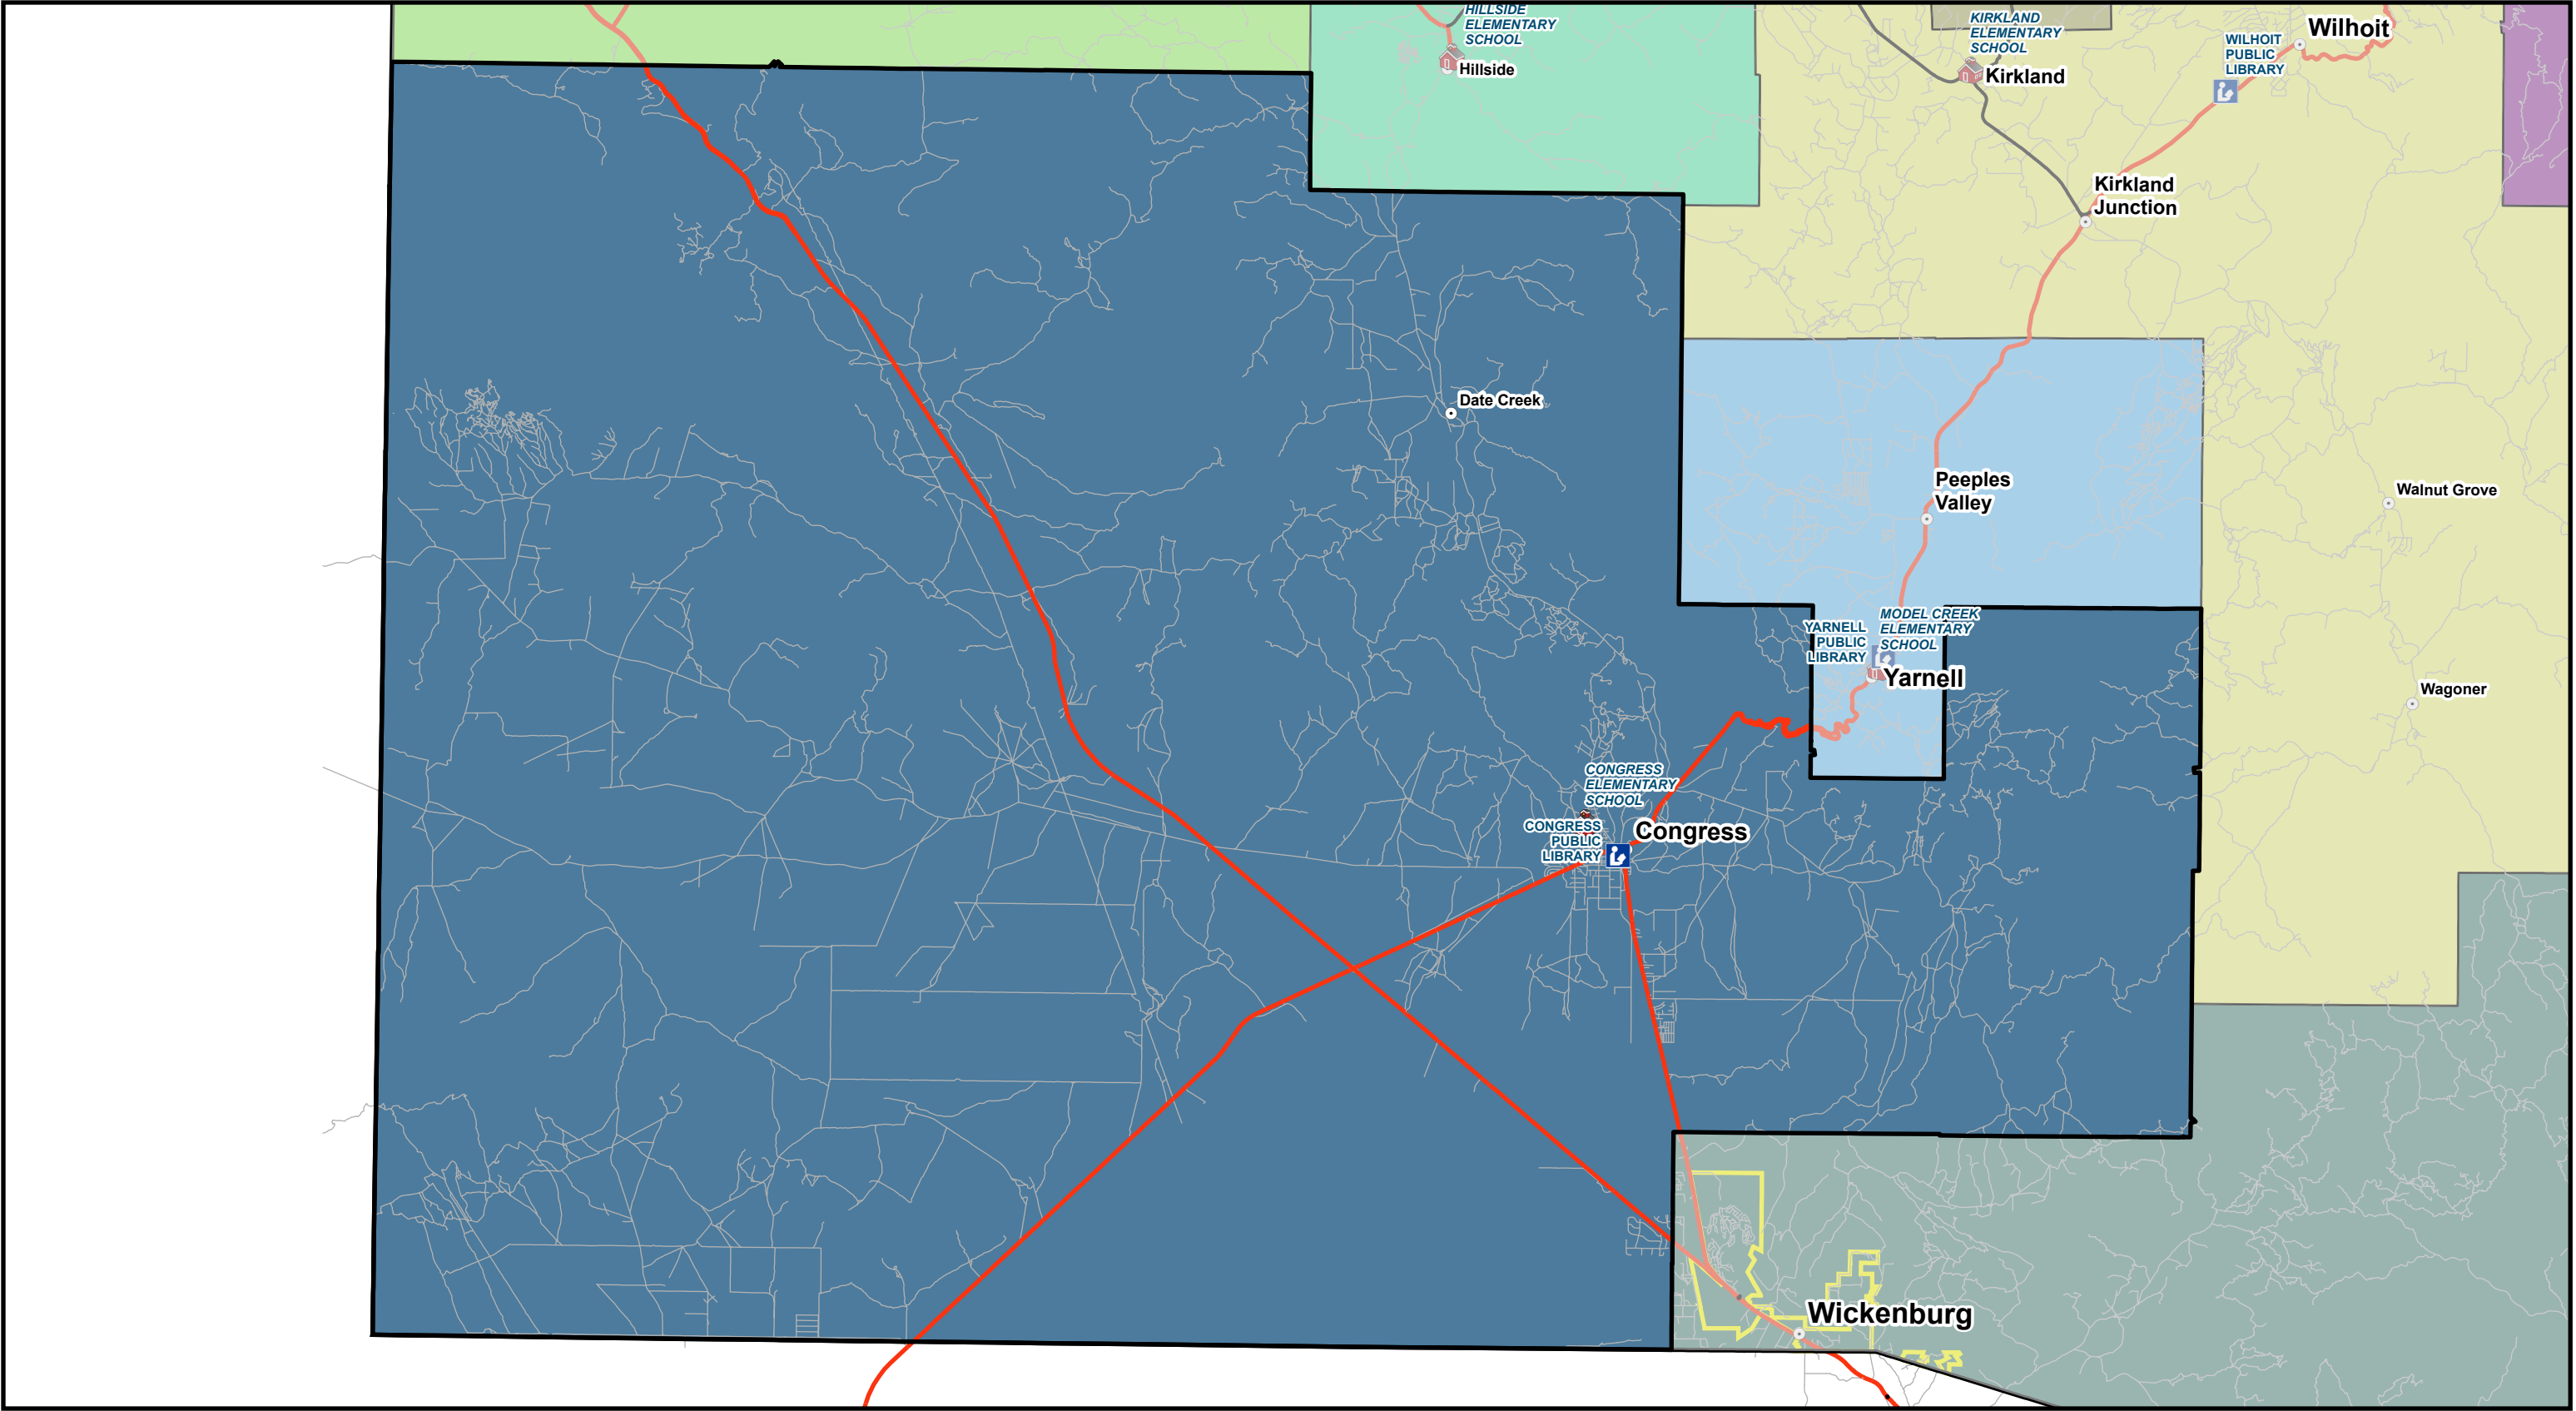 HILLSIDE
ELEMENTARY
SCHOOL
Hillside
KIRKLAND
ELEMENTARY
SCHOOL
Kirkland
WILHOIT
PUBLIC
LIBRARY
Wilhoit
Kirkland
Junction
Date Creek
Peeples
Valley
Walnut Grove
MODEL CREEK
ELEMENTARY
SCHOOL
YARNELL
PUBLIC
LIBRARY
Yarnell
Wagoner
CONGRESS
ELEMENTARY
SCHOOL
CONGRESS
PUBLIC
LIBRARY
Congress
Wickenburg